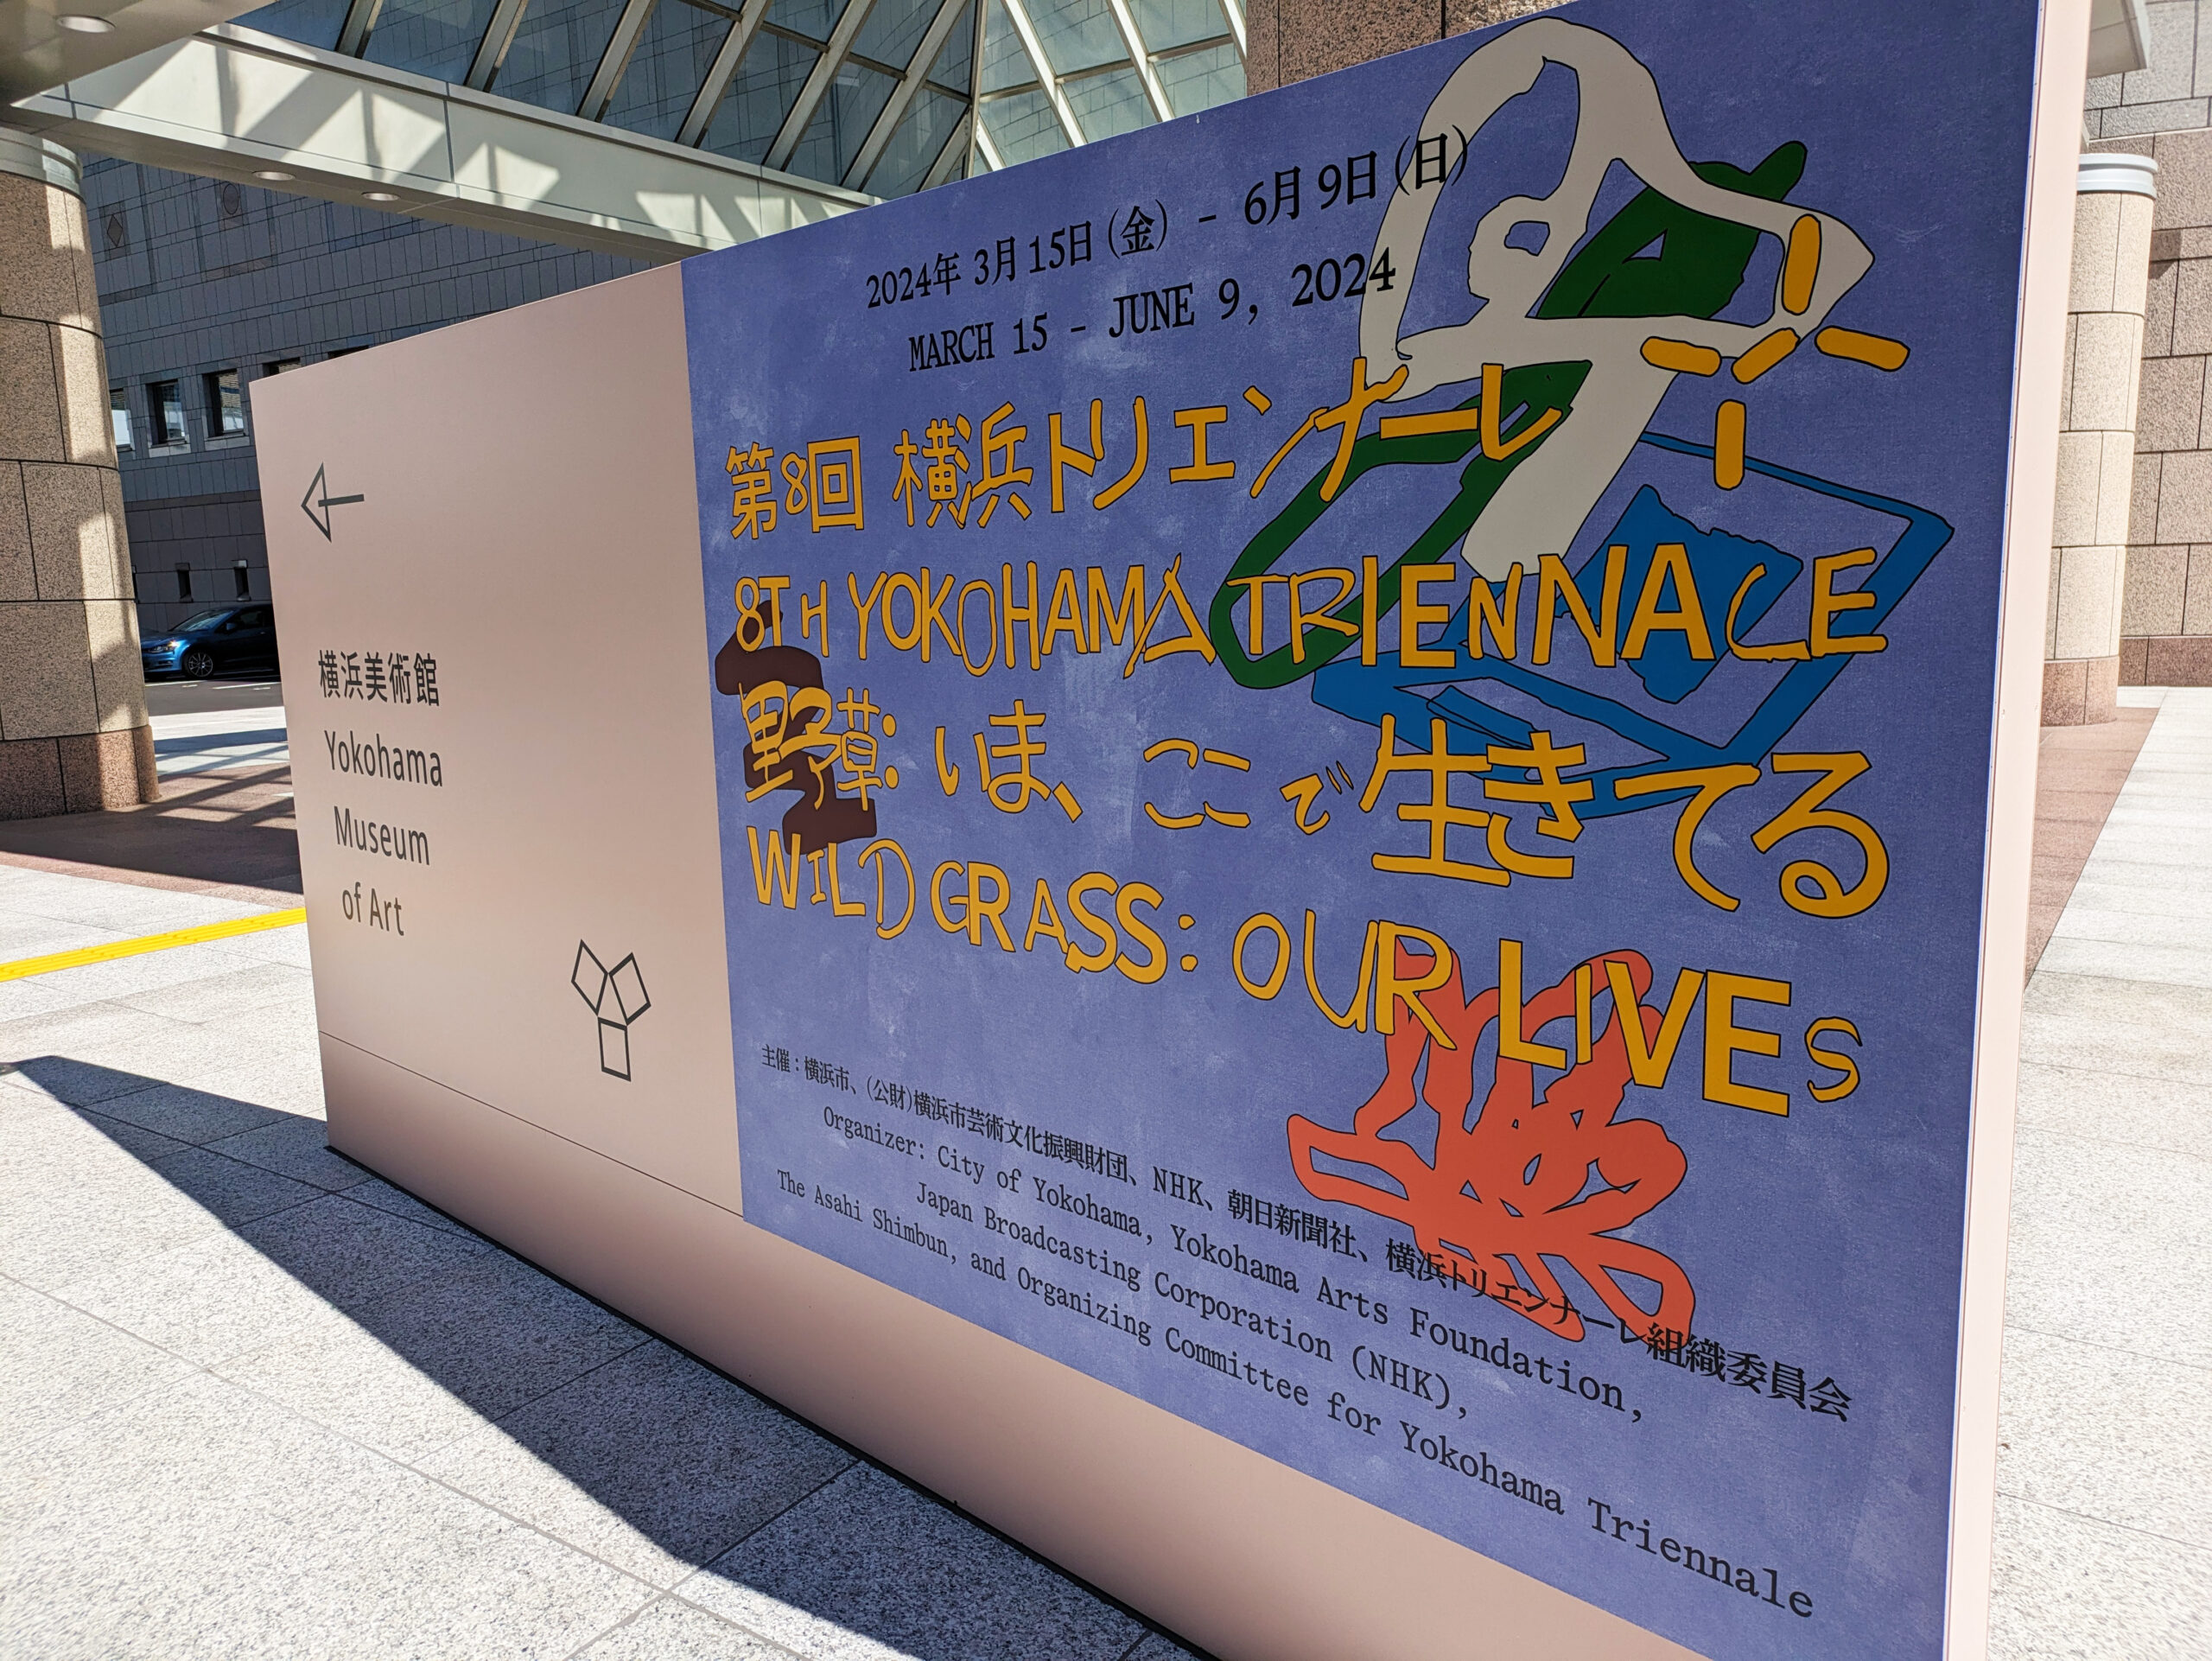 横浜美術館
Yokohama
Museum
of Art
2024年 3月15日（金） – 6月9日（日）
MARCH 15 – JUNE 9, 2024
第8回 横浜トリエンナーレ
8TH YOKOHAMA TRIENNALE
野草：いま、ここで生きてる
WILD GRASS: OUR LIVES
主催：横浜市、(公財)横浜市芸術文化振興財団、NHK、朝日新聞社、横浜トリエンナーレ組織委員会
Organizer: City of Yokohama, Yokohama Arts Foundation,
Japan Broadcasting Corporation (NHK),
The Asahi Shimbun, and Organizing Committee for Yokohama Triennale